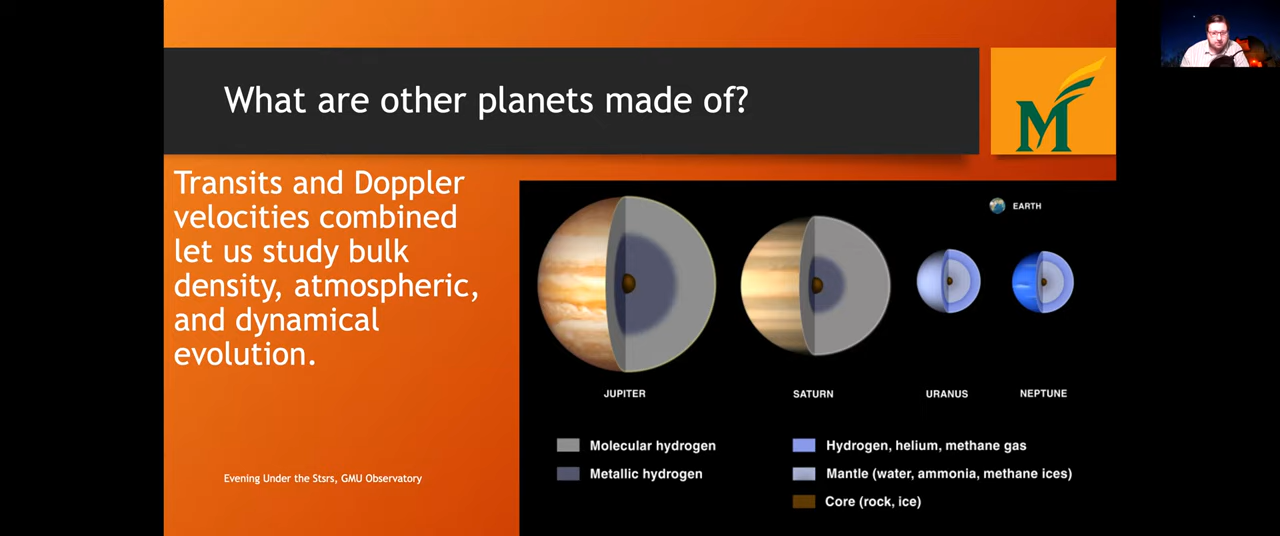 What are other planets made of?
M
Transits and Doppler
velocities combined
let us study bulk
density, atmospheric,
and dynamical
evolution.
EARTH
JUPITER
SATURN
URANUS
NEPTUNE
Molecular hydrogen
Metallic hydrogen
Hydrogen, helium, methane gas
Mantle (water, ammonia, methane ices)
Core (rock, ice)
Evening Under the Stsrs, GMU Observatory